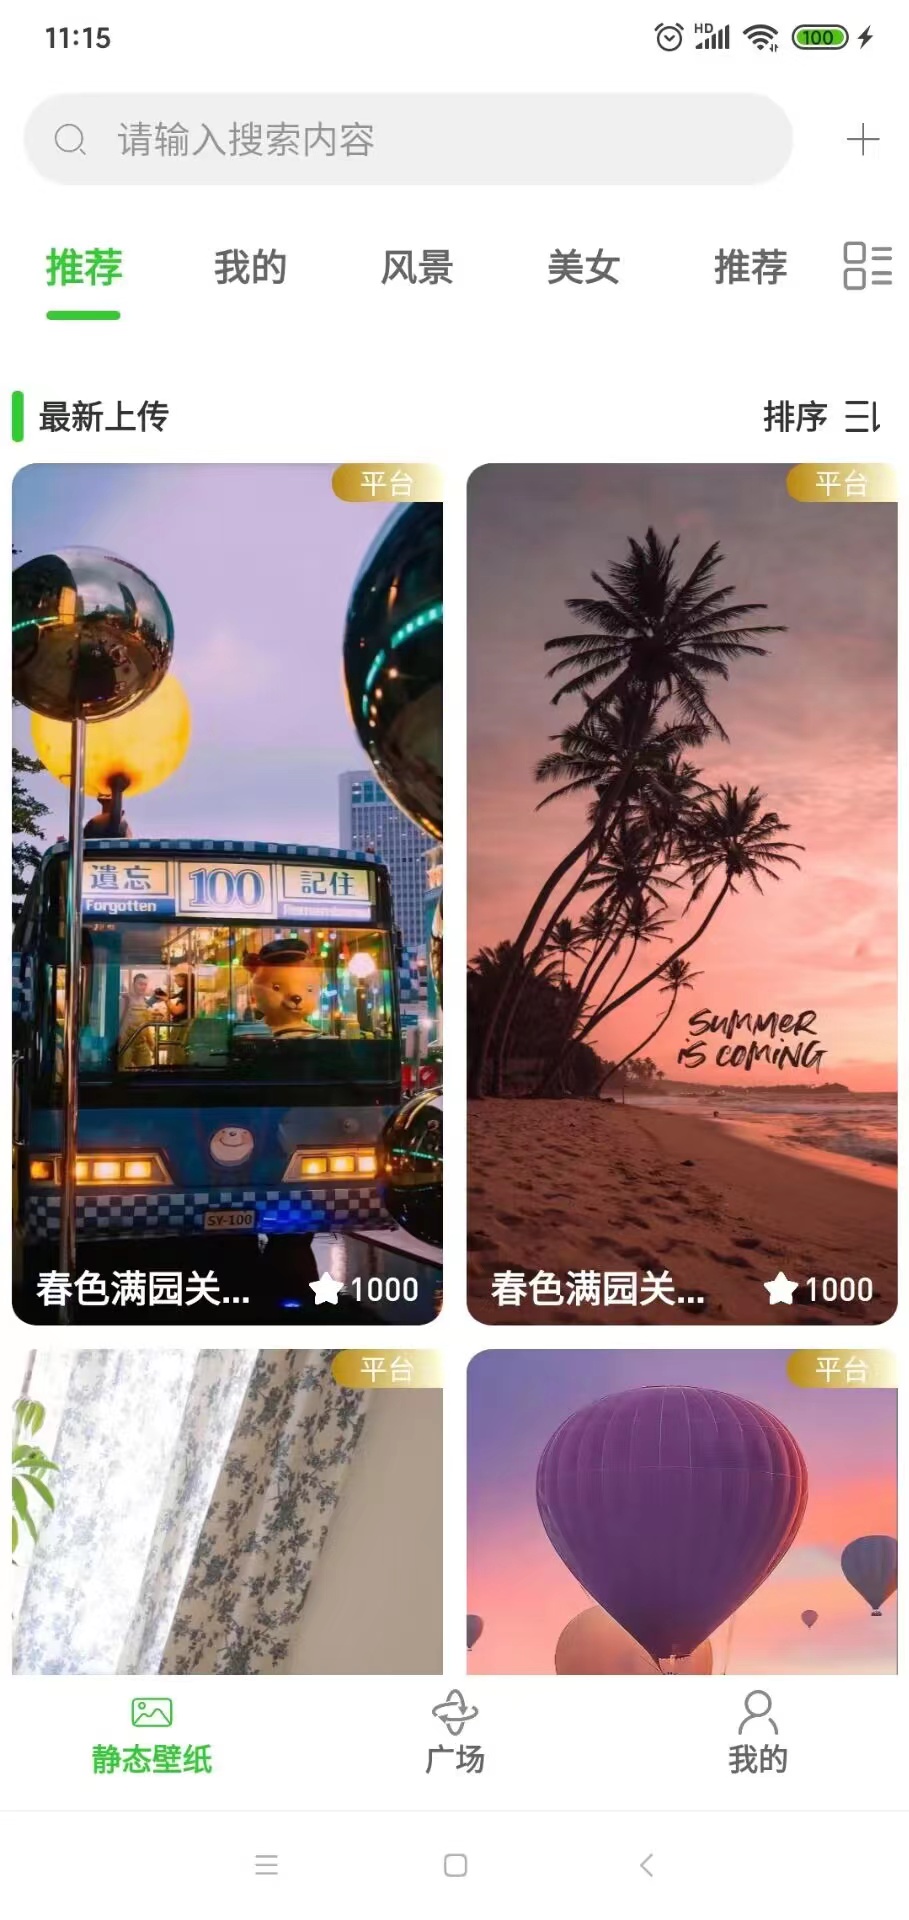 11:15
HD
100
请输入搜索内容
推荐 我的 风景 美女 推荐
最新上传
排序
平台
平台
遺忘 100 記住
Forgotten
SUMMER
IS COMING
SY-100
春色满园关... 1000
春色满园关... 1000
平台
平台
静态壁纸 广场 我的